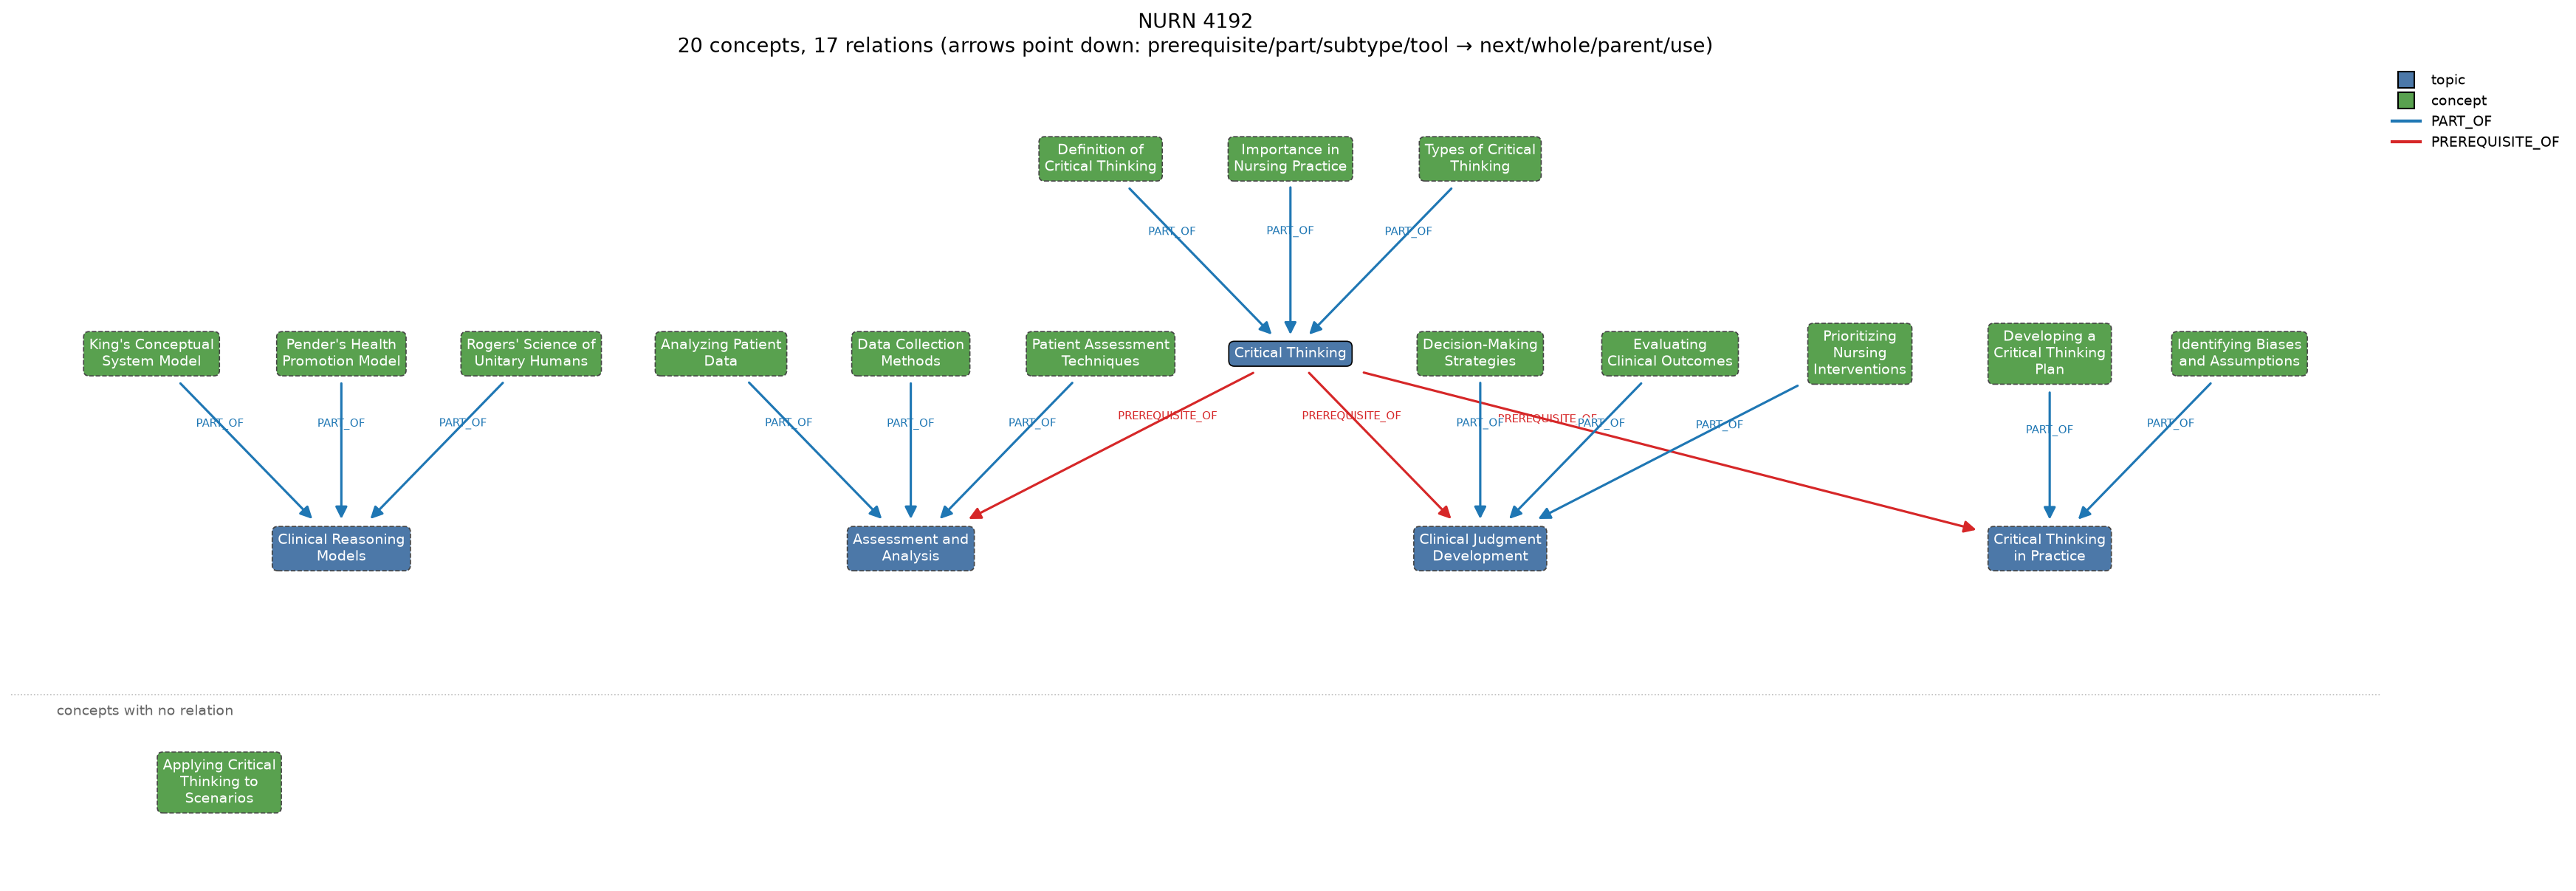 NURN 4192
20 concepts, 17 relations (arrows point down: prerequisite/part/subtype/tool → next/whole/parent/use)
topic
concept
PART_OF
PREREQUISITE_OF
Definition of
Critical Thinking
Importance in
Nursing Practice
Types of Critical
Thinking
PART_OF
PART_OF
PART_OF
King's Conceptual
System Model
Pender's Health
Promotion Model
Rogers' Science of
Unitary Humans
Analyzing Patient
Data
Data Collection
Methods
Patient Assessment
Techniques
Critical Thinking
Decision-Making
Strategies
Evaluating
Clinical Outcomes
Prioritizing
Nursing
Interventions
Developing a
Critical Thinking
Plan
Identifying Biases
and Assumptions
PART_OF
PART_OF
PART_OF
PART_OF
PART_OF
PART_OF
PREREQUISITE_OF
PREREQUISITE_OF
PART_OF
PREREQUISITE_OF
PART_OF
PART_OF
PART_OF
PART_OF
Clinical Reasoning
Models
Assessment and
Analysis
Clinical Judgment
Development
Critical Thinking
in Practice
concepts with no relation
Applying Critical
Thinking to
Scenarios